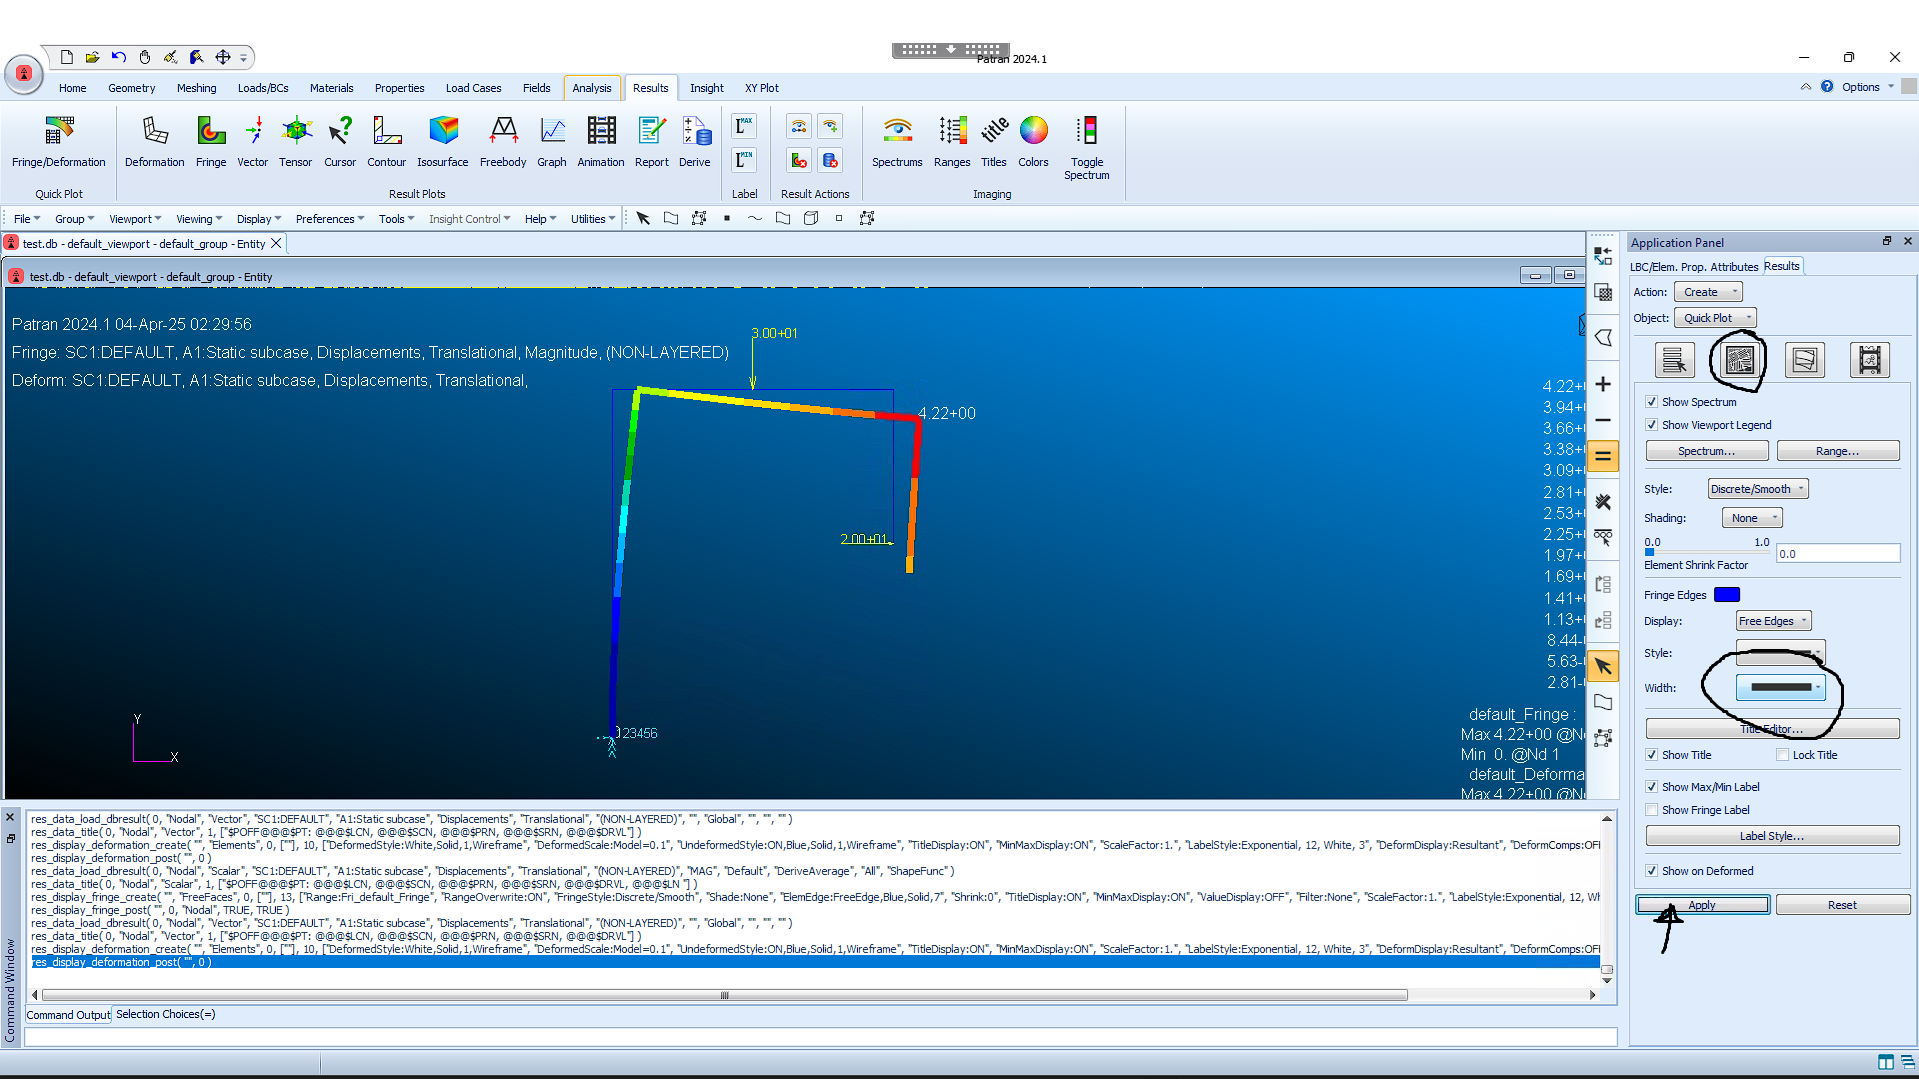 Patran 2024.1
Home Geometry Meshing Loads/BCs Materials Properties Load Cases Fields Analysis Results Insight XY Plot
Options
Fringe/Deformation Deformation Fringe Vector Tensor Cursor Contour Isosurface Freebody Graph Animation Report Derive
LMAX
LMIN
title
Spectrums Ranges Titles Colors Toggle Spectrum
Quick Plot Result Plots Label Result Actions Imaging
File Group Viewport Viewing Display Preferences Tools Insight Control Help Utilities
test.db - default_viewport - default_group - Entity
test.db - default_viewport - default_group - Entity
Patran 2024.1 04-Apr-25 02:29:56
Fringe: SC1:DEFAULT, A1:Static subcase, Displacements, Translational, Magnitude, (NON-LAYERED)
Deform: SC1:DEFAULT, A1:Static subcase, Displacements, Translational,
3.00+01
4.22+00
2.00+01
23456
Y
X
4.22+
3.94+
3.66+
3.38+
3.09+
2.81+
2.53+
2.25+
1.97+
1.69+
1.41+
1.13+
8.44-
5.63-
2.81-
default_Fringe :
Max 4.22+00 @Nd
Min 0. @Nd 1
default_Deforma
Max 4.22+00 @Nd
Application Panel
LBC/Elem. Prop. Attributes Results
Action: Create
Object: Quick Plot
Show Spectrum
Show Viewport Legend
Spectrum... Range...
Style: Discrete/Smooth
Shading: None
0.0 1.0 0.0
Element Shrink Factor
Fringe Edges
Display: Free Edges
Style:
Width:
Title Editor...
Show Title Lock Title
Show Max/Min Label
Show Fringe Label
Label Style...
Show on Deformed
Apply Reset
res_data_load_dbresult( 0, "Nodal", "Vector", "SC1:DEFAULT", "A1:Static subcase", "Displacements", "Translational", "(NON-LAYERED)", "", "Global", "", "", "" )
res_data_title( 0, "Nodal", "Vector", 1, ["$POFF@@@$PT: @@@$LCN, @@@$SCN, @@@$PRN, @@@$SRN, @@@$DRVL"] )
res_display_deformation_create( "", "Elements", 0, [""], 10, ["DeformedStyle:White,Solid,1,Wireframe", "DeformedScale:Model=0.1", "UndeformedStyle:ON,Blue,Solid,1,Wireframe", "TitleDisplay:ON", "MinMaxDisplay:ON", "ScaleFactor:1.", "LabelStyle:Exponential, 12, White, 3", "DeformDisplay:Resultant", "DeformComps:OF
res_display_deformation_post( "", 0 )
res_data_load_dbresult( 0, "Nodal", "Scalar", "SC1:DEFAULT", "A1:Static subcase", "Displacements", "Translational", "(NON-LAYERED)", "MAG", "Default", "DeriveAverage", "All", "ShapeFunc" )
res_data_title( 0, "Nodal", "Scalar", 1, ["$POFF@@@$PT: @@@$LCN, @@@$SCN, @@@$PRN, @@@$SRN, @@@$DRVL, @@@$LN "] )
res_display_fringe_create( "", "FreeFaces", 0, [""], 13, ["Range:Fri_default_Fringe", "RangeOverwrite:ON", "FringeStyle:Discrete/Smooth", "Shade:None", "ElemEdge:FreeEdge,Blue,Solid,7", "Shrink:0", "TitleDisplay:ON", "MinMaxDisplay:ON", "ValueDisplay:OFF", "Filter:None", "ScaleFactor:1.", "LabelStyle:Exponential, 12, Wh
res_display_fringe_post( "", 0, "Nodal", TRUE, TRUE )
res_data_load_dbresult( 0, "Nodal", "Vector", "SC1:DEFAULT", "A1:Static subcase", "Displacements", "Translational", "(NON-LAYERED)", "", "Global", "", "", "" )
res_data_title( 0, "Nodal", "Vector", 1, ["$POFF@@@$PT: @@@$LCN, @@@$SCN, @@@$PRN, @@@$SRN, @@@$DRVL"] )
res_display_deformation_create( "", "Elements", 0, [""], 10, ["DeformedStyle:White,Solid,1,Wireframe", "DeformedScale:Model=0.1", "UndeformedStyle:ON,Blue,Solid,1,Wireframe", "TitleDisplay:ON", "MinMaxDisplay:ON", "ScaleFactor:1.", "LabelStyle:Exponential, 12, White, 3", "DeformDisplay:Resultant", "DeformComps:OF
res_display_deformation_post( "", 0 )
Command Output Selection Choices(=)
Command Window